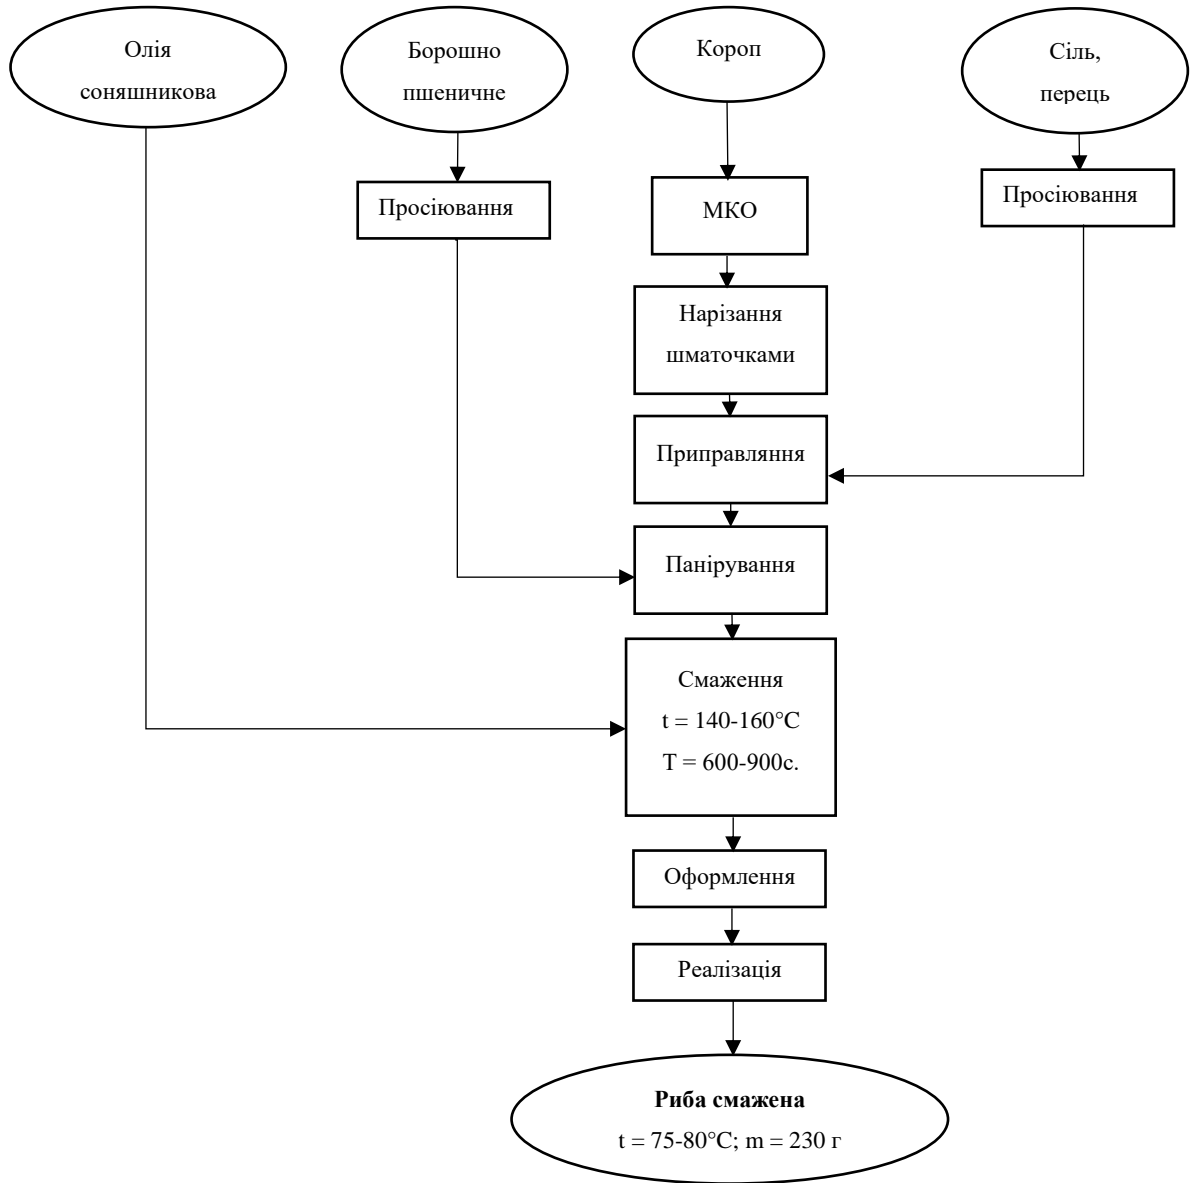 Олія
соняшникова
Борошно
пшеничне
Короп
Сіль,
перець
Просіювання
МКО
Просіювання
Нарізання
шматочками
Приправляння
Панірування
Смаження
t = 140-160°С
Т = 600-900с.
Оформлення
Реалізація
Риба смажена
t = 75-80°С; m = 230 г